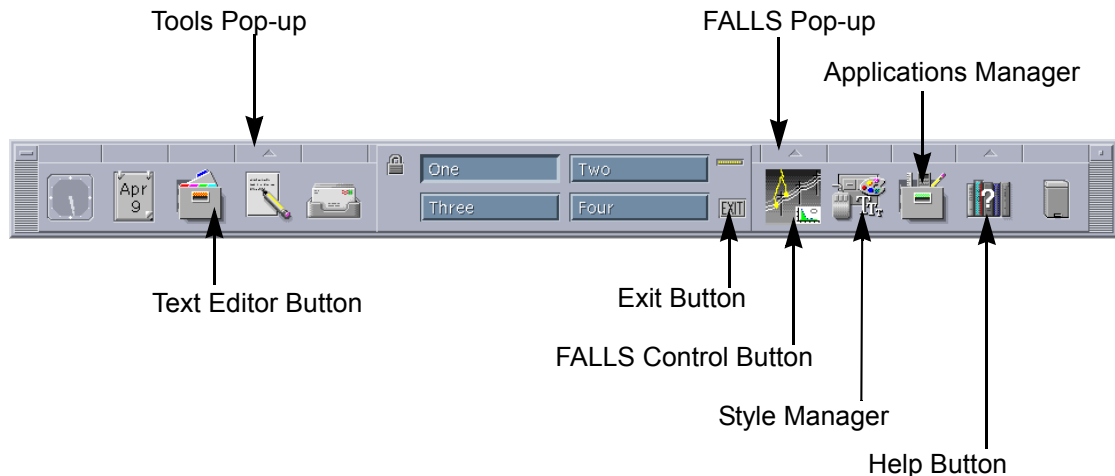 Tools Pop-up
FALLS Pop-up
Applications Manager
One
Two
Apr
9
Three
Four
EXIT
?
TTT
Text Editor Button
Exit Button
FALLS Control Button
Style Manager
Help Button